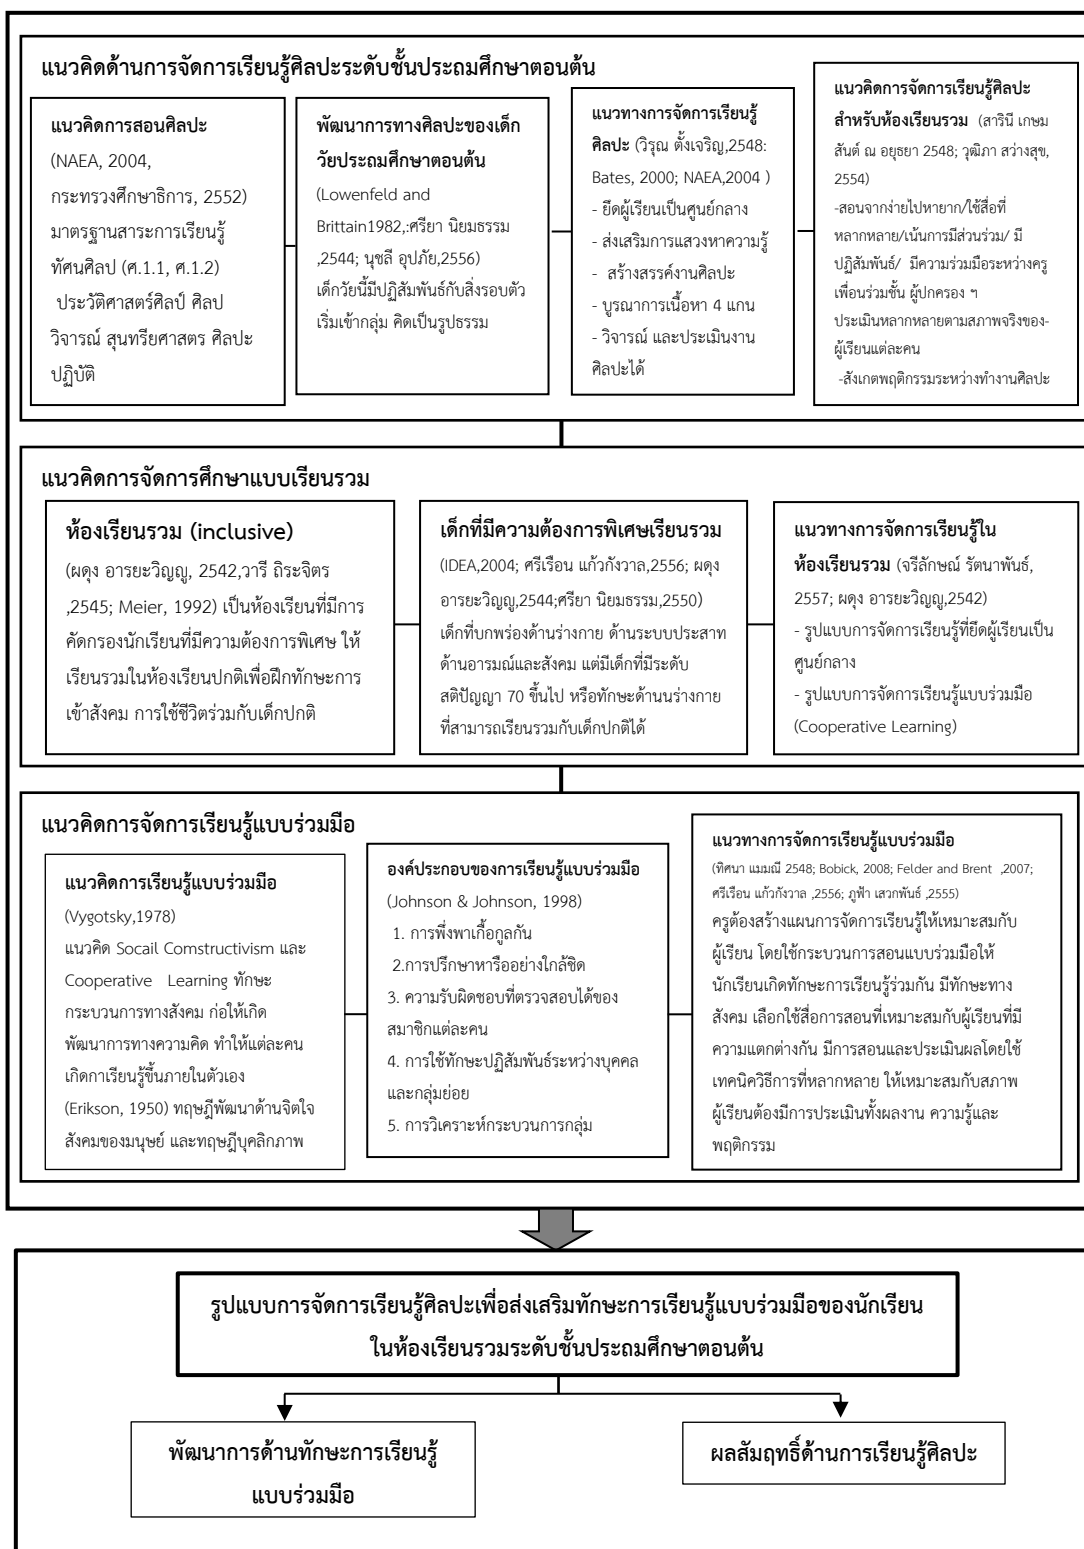 แนวคิดด้านการจัดการเรียนรู้ศิลปะระดับชั้นประถมศึกษาตอนต้น
แนวคิดการสอนศิลปะ
(NAEA, 2004,
กระทรวงศึกษาธิการ, 2552)
มาตรฐานสาระการเรียนรู้
ทัศนศิลป (ศ.1.1, ศ.1.2)
ประวัติศาสตร์ศิลป์ ศิลป
วิจารณ์ สุนทรียศาสตร ศิลปะ
ปฏิบัติ
พัฒนาการทางศิลปะของเด็ก
วัยประถมศึกษาตอนต้น
(Lowenfeld and
Brittain1982,:ศรียา นิยมธรรม
,2544; นุชลี อุปภัย,2556)
เด็กวัยนี้มีปฏิสัมพันธ์กับสิ่งรอบตัว
เริ่มเข้ากลุ่ม คิดเป็นรูปธรรม
แนวทางการจัดการเรียนรู้
ศิลปะ (วิรุณ ตั้งเจริญ,2548:
Bates, 2000; NAEA,2004 )
- ยึดผู้เรียนเป็นศูนย์กลาง
- ส่งเสริมการแสวงหาความรู้
- สร้างสรรค์งานศิลปะ
- บูรณาการเนื้อหา 4 แกน
- วิจารณ์ และประเมินงาน
ศิลปะได้
แนวคิดการจัดการเรียนรู้ศิลปะ
สำหรับห้องเรียนรวม (สารินี เกษม
สันต์ ณ อยุธยา 2548; วุฒิภา สว่างสุข,
2554)
-สอนจากง่ายไปหายาก/ใช้สื่อที่
หลากหลาย/เน้นการมีส่วนร่วม/ มี
ปฏิสัมพันธ์/ มีความร่วมมือระหว่างครู
เพื่อนร่วมชั้น ผู้ปกครอง ฯ
ประเมินหลากหลายตามสภาพจริงของ-
ผู้เรียนแต่ละคน
-สังเกตพฤติกรรมระหว่างทำงานศิลปะ
แนวคิดการจัดการศึกษาแบบเรียนรวม
ห้องเรียนรวม (inclusive)
(ผดุง อารยะวิญญู, 2542,วารี ถิระจิตร
,2545; Meier, 1992) เป็นห้องเรียนที่มีการ
คัดกรองนักเรียนที่มีความต้องการพิเศษ ให้
เรียนรวมในห้องเรียนปกติเพื่อฝึกทักษะการ
เข้าสังคม การใช้ชีวิตร่วมกับเด็กปกติ
เด็กที่มีความต้องการพิเศษเรียนรวม
(IDEA,2004; ศรีเรือน แก้วกังวาล,2556; ผดุง
อารยะวิญญู,2544;ศรียา นิยมธรรม,2550)
เด็กที่บกพร่องด้านร่างกาย ด้านระบบประสาท
ด้านอารมณ์และสังคม แต่มีเด็กที่มีระดับ
สติปัญญา 70 ขึ้นไป หรือทักษะด้านนร่างกาย
ที่สามารถเรียนรวมกับเด็กปกติได้
แนวทางการจัดการเรียนรู้ใน
ห้องเรียนรวม (จรีลักษณ์ รัตนาพันธ์,
2557; ผดุง อารยะวิญญู,2542)
- รูปแบบการจัดการเรียนรู้ที่ยึดผู้เรียนเป็น
ศูนย์กลาง
- รูปแบบการจัดการเรียนรู้แบบร่วมมือ
(Cooperative Learning)
แนวคิดการจัดการเรียนรู้แบบร่วมมือ
แนวคิดการเรียนรู้แบบร่วมมือ
(Vygotsky,1978)
แนวคิด Socail Comstructivism และ
Cooperative Learning ทักษะ
กระบวนการทางสังคม ก่อให้เกิด
พัฒนาการทางความคิด ทำให้แต่ละคน
เกิดกาเรียนรู้ขึ้นภายในตัวเอง
(Erikson, 1950) ทฤษฎีพัฒนาด้านจิตใจ
สังคมของมนุษย์ และทฤษฎีบุคลิกภาพ
องค์ประกอบของการเรียนรู้แบบร่วมมือ
(Johnson & Johnson, 1998)
1. การพึ่งพาเกื้อกูลกัน
2.การปรึกษาหารืออย่างใกล้ชิด
3. ความรับผิดชอบที่ตรวจสอบได้ของ
สมาชิกแต่ละคน
4. การใช้ทักษะปฏิสัมพันธ์ระหว่างบุคคล
และกลุ่มย่อย
5. การวิเคราะห์กระบวนการกลุ่ม
แนวทางการจัดการเรียนรู้แบบร่วมมือ
(ทิศนา แมมณี 2548; Bobick, 2008; Felder and Brent ,2007;
ศรีเรือน แก้วกังวาล ,2556; ภูฟ้า เสวกพันธ์ ,2555)
ครูต้องสร้างแผนการจัดการเรียนรู้ให้เหมาะสมกับ
ผู้เรียน โดยใช้กระบวนการสอนแบบร่วมมือให้
นักเรียนเกิดทักษะการเรียนรู้ร่วมกัน มีทักษะทาง
สังคม เลือกใช้สื่อการสอนที่เหมาะสมกับผู้เรียนที่มี
ความแตกต่างกัน มีการสอนและประเมินผลโดยใช้
เทคนิควิธีการที่หลากหลาย ให้เหมาะสมกับสภาพ
ผู้เรียนต้องมีการประเมินทั้งผลงาน ความรู้และ
พฤติกรรม
รูปแบบการจัดการเรียนรู้ศิลปะเพื่อส่งเสริมทักษะการเรียนรู้แบบร่วมมือของนักเรียน
ในห้องเรียนรวมระดับชั้นประถมศึกษาตอนต้น
พัฒนาการด้านทักษะการเรียนรู้
แบบร่วมมือ
ผลสัมฤทธิ์ด้านการเรียนรู้ศิลปะ